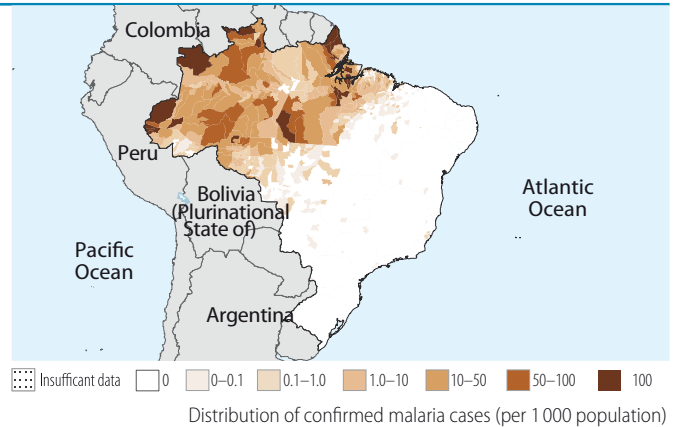 Colombia
Peru
Bolivia
(Plurinational
State of)
Atlantic
Ocean
Pacific
Ocean
Argentina
Insufficant data 0 0–0.1 0.1–1.0 1.0–10 10–50 50–100 100
Distribution of confirmed malaria cases (per 1 000 population)